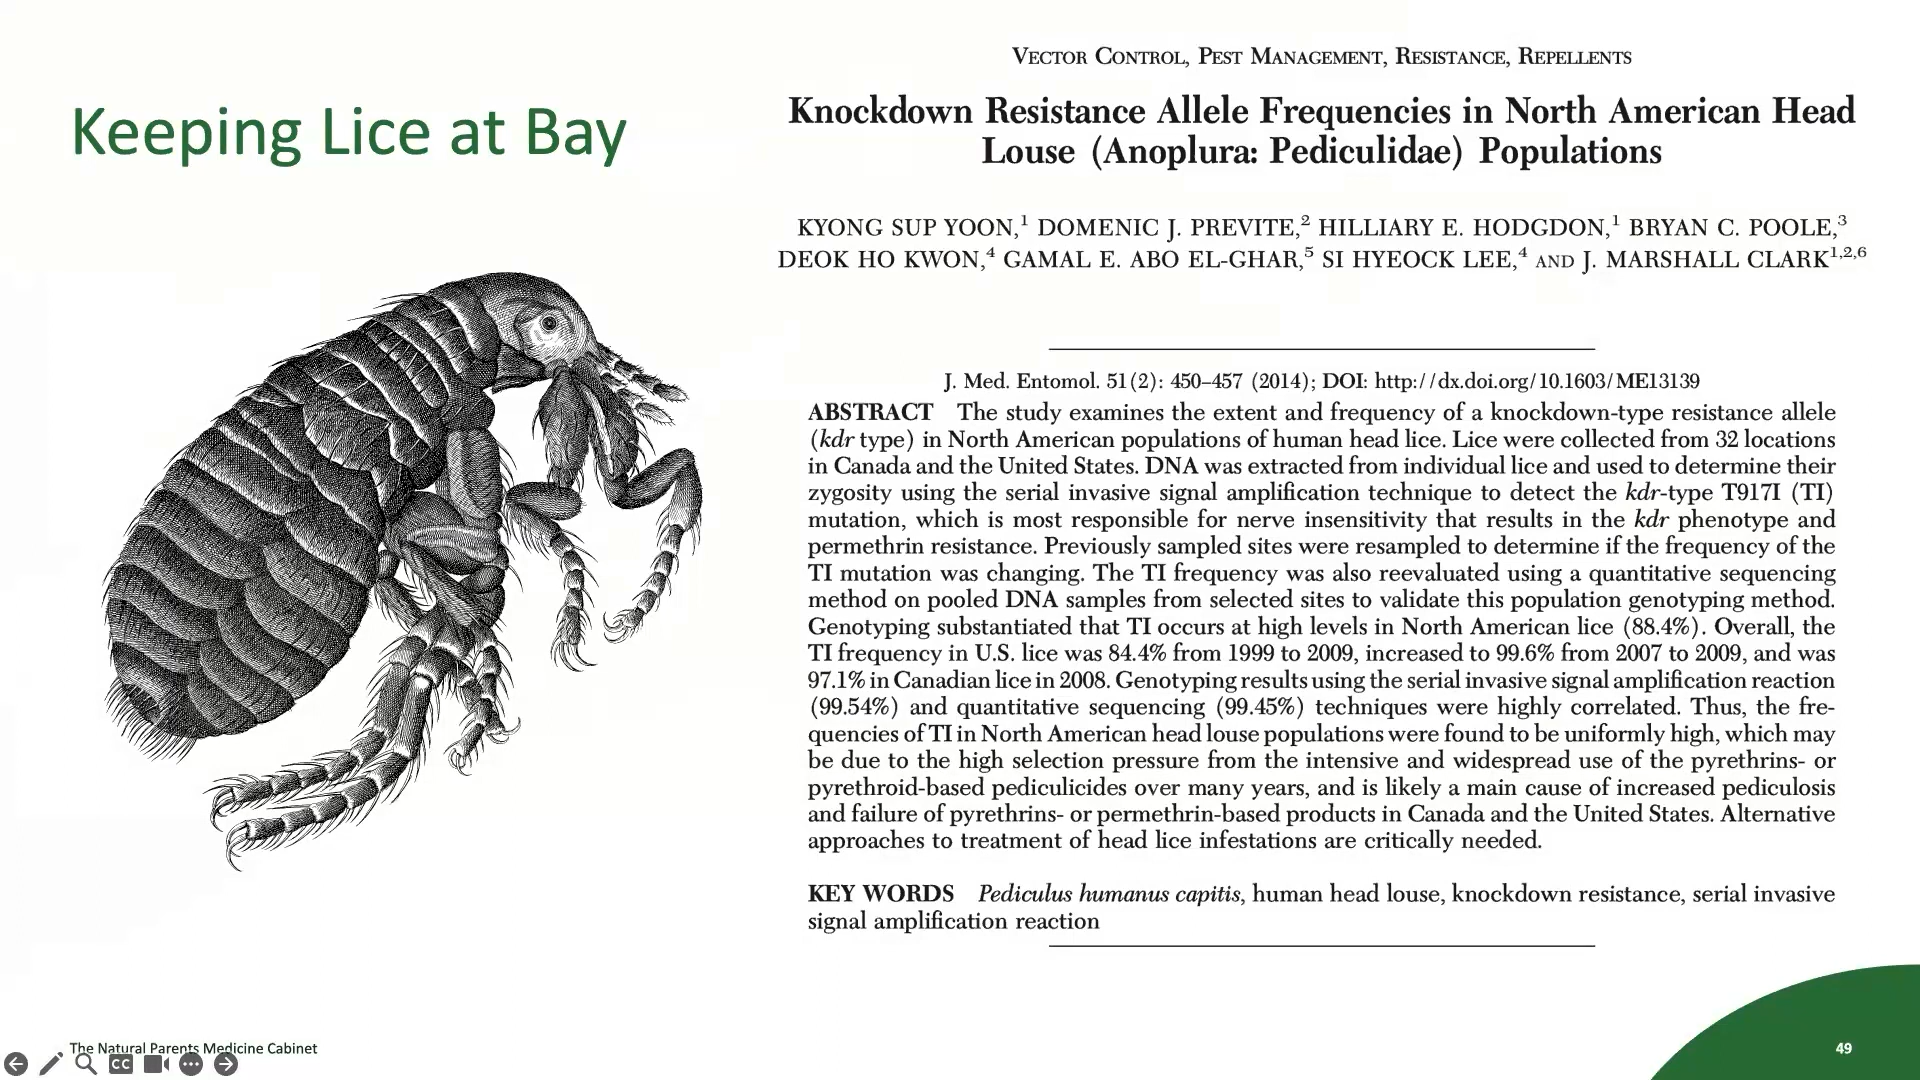 Keeping Lice at Bay
Vector Control, Pest Management, Resistance, Repellents
Knockdown Resistance Allele Frequencies in North American Head
Louse (Anoplura: Pediculidae) Populations
KYONG SUP YOON,1 DOMENIC J. PREVITE,2 HILLIARY E. HODGDON,1 BRYAN C. POOLE,3
DEOK HO KWON,4 GAMAL E. ABO EL-GHAR,5 SI HYEOCK LEE,4 AND J. MARSHALL CLARK1,2,6
J. Med. Entomol. 51(2): 450–457 (2014); DOI: http://dx.doi.org/10.1603/ME13139
ABSTRACT The study examines the extent and frequency of a knockdown-type resistance allele
(kdr type) in North American populations of human head lice. Lice were collected from 32 locations
in Canada and the United States. DNA was extracted from individual lice and used to determine their
zygosity using the serial invasive signal amplification technique to detect the kdr-type T917I (TI)
mutation, which is most responsible for nerve insensitivity that results in the kdr phenotype and
permethrin resistance. Previously sampled sites were resampled to determine if the frequency of the
TI mutation was changing. The TI frequency was also reevaluated using a quantitative sequencing
method on pooled DNA samples from selected sites to validate this population genotyping method.
Genotyping substantiated that TI occurs at high levels in North American lice (88.4%). Overall, the
TI frequency in U.S. lice was 84.4% from 1999 to 2009, increased to 99.6% from 2007 to 2009, and was
97.1% in Canadian lice in 2008. Genotyping results using the serial invasive signal amplification reaction
(99.54%) and quantitative sequencing (99.45%) techniques were highly correlated. Thus, the fre-
quencies of TI in North American head louse populations were found to be uniformly high, which may
be due to the high selection pressure from the intensive and widespread use of the pyrethrins- or
pyrethroid-based pediculicides over many years, and is likely a main cause of increased pediculosis
and failure of pyrethrins- or permethrin-based products in Canada and the United States. Alternative
approaches to treatment of head lice infestations are critically needed.
KEY WORDS Pediculus humanus capitis, human head louse, knockdown resistance, serial invasive
signal amplification reaction
The Natural Parents Medicine Cabinet
CC
49